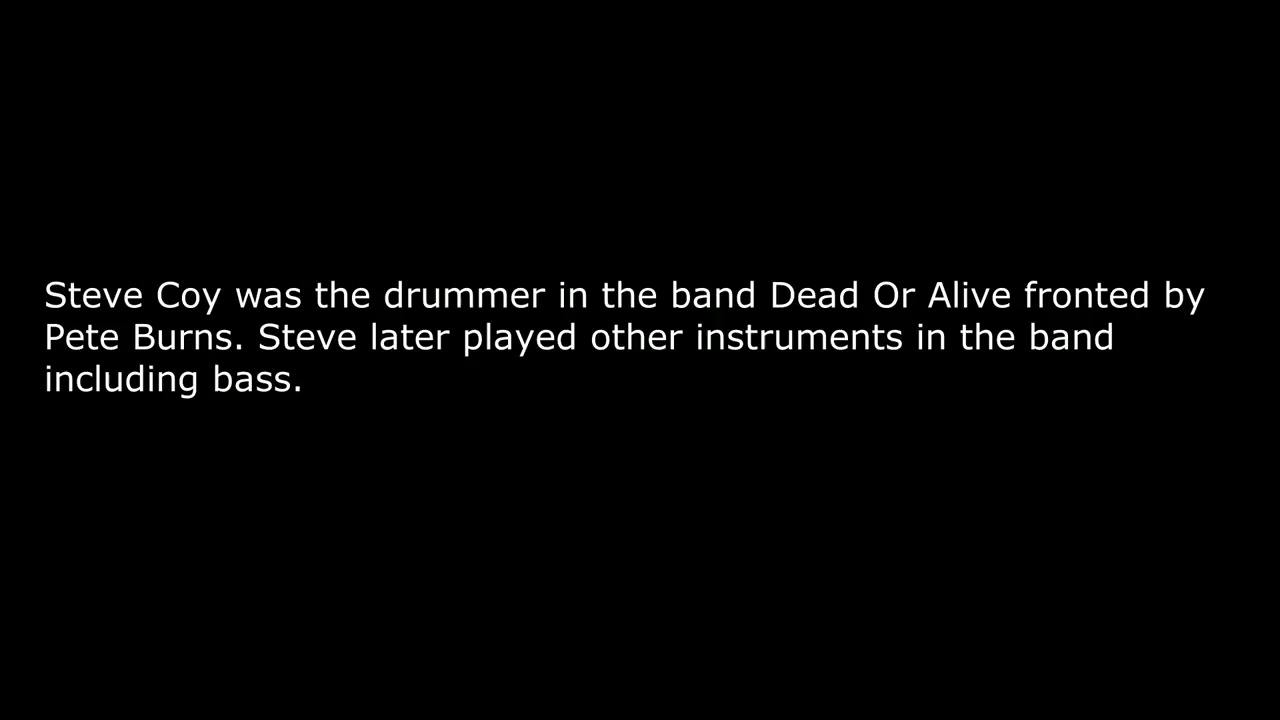 Steve Coy was the drummer in the band Dead Or Alive fronted by
Pete Burns. Steve later played other instruments in the band
including bass.